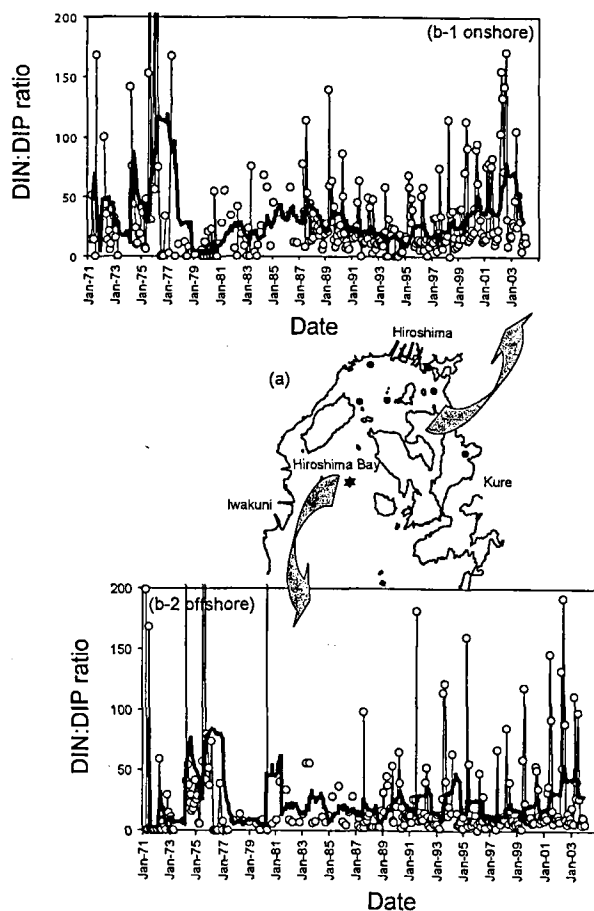 (b-1 onshore)
DIN:DIP ratio
200
150
100
50
0
Jan-71
Jan-73
Jan-75
Jan-77
Jan-79
Jan-81
Jan-83
Jan-85
Jan-87
Jan-89
Jan-91
Jan-93
Jan-95
Jan-97
Jan-99
Jan-01
Jan-03
Date
Hiroshima
(a)
Hiroshima Bay
Iwakuni
Kure
(b-2 offshore)
DIN:DIP ratio
200
150
100
50
0
Jan-71
Jan-73
Jan-75
Jan-77
Jan-79
Jan-81
Jan-83
Jan-85
Jan-87
Jan-89
Jan-91
Jan-93
Jan-95
Jan-97
Jan-99
Jan-01
Jan-03
Date